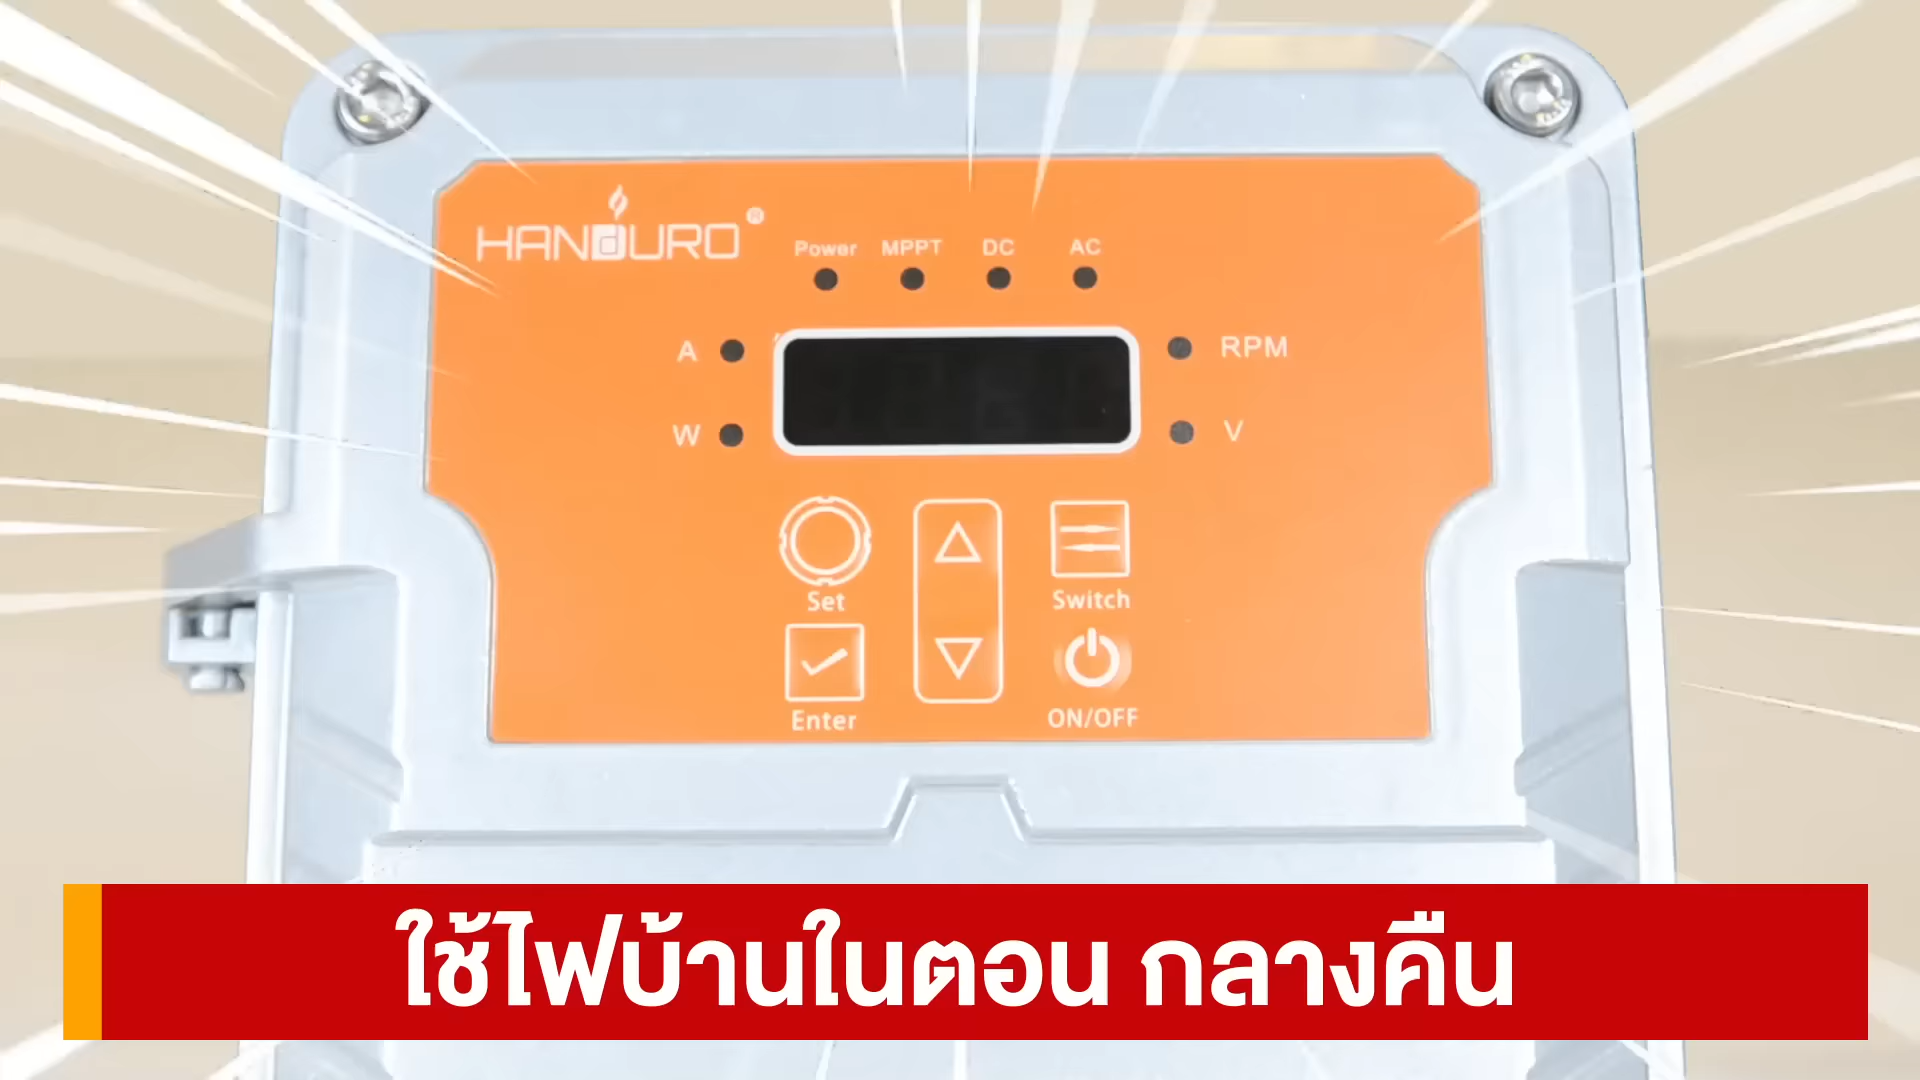 HANDURO®
Power MPPT DC AC
A RPM
W V
Set Switch
Enter ON/OFF
ใช้ไฟบ้านในตอน กลางคืน